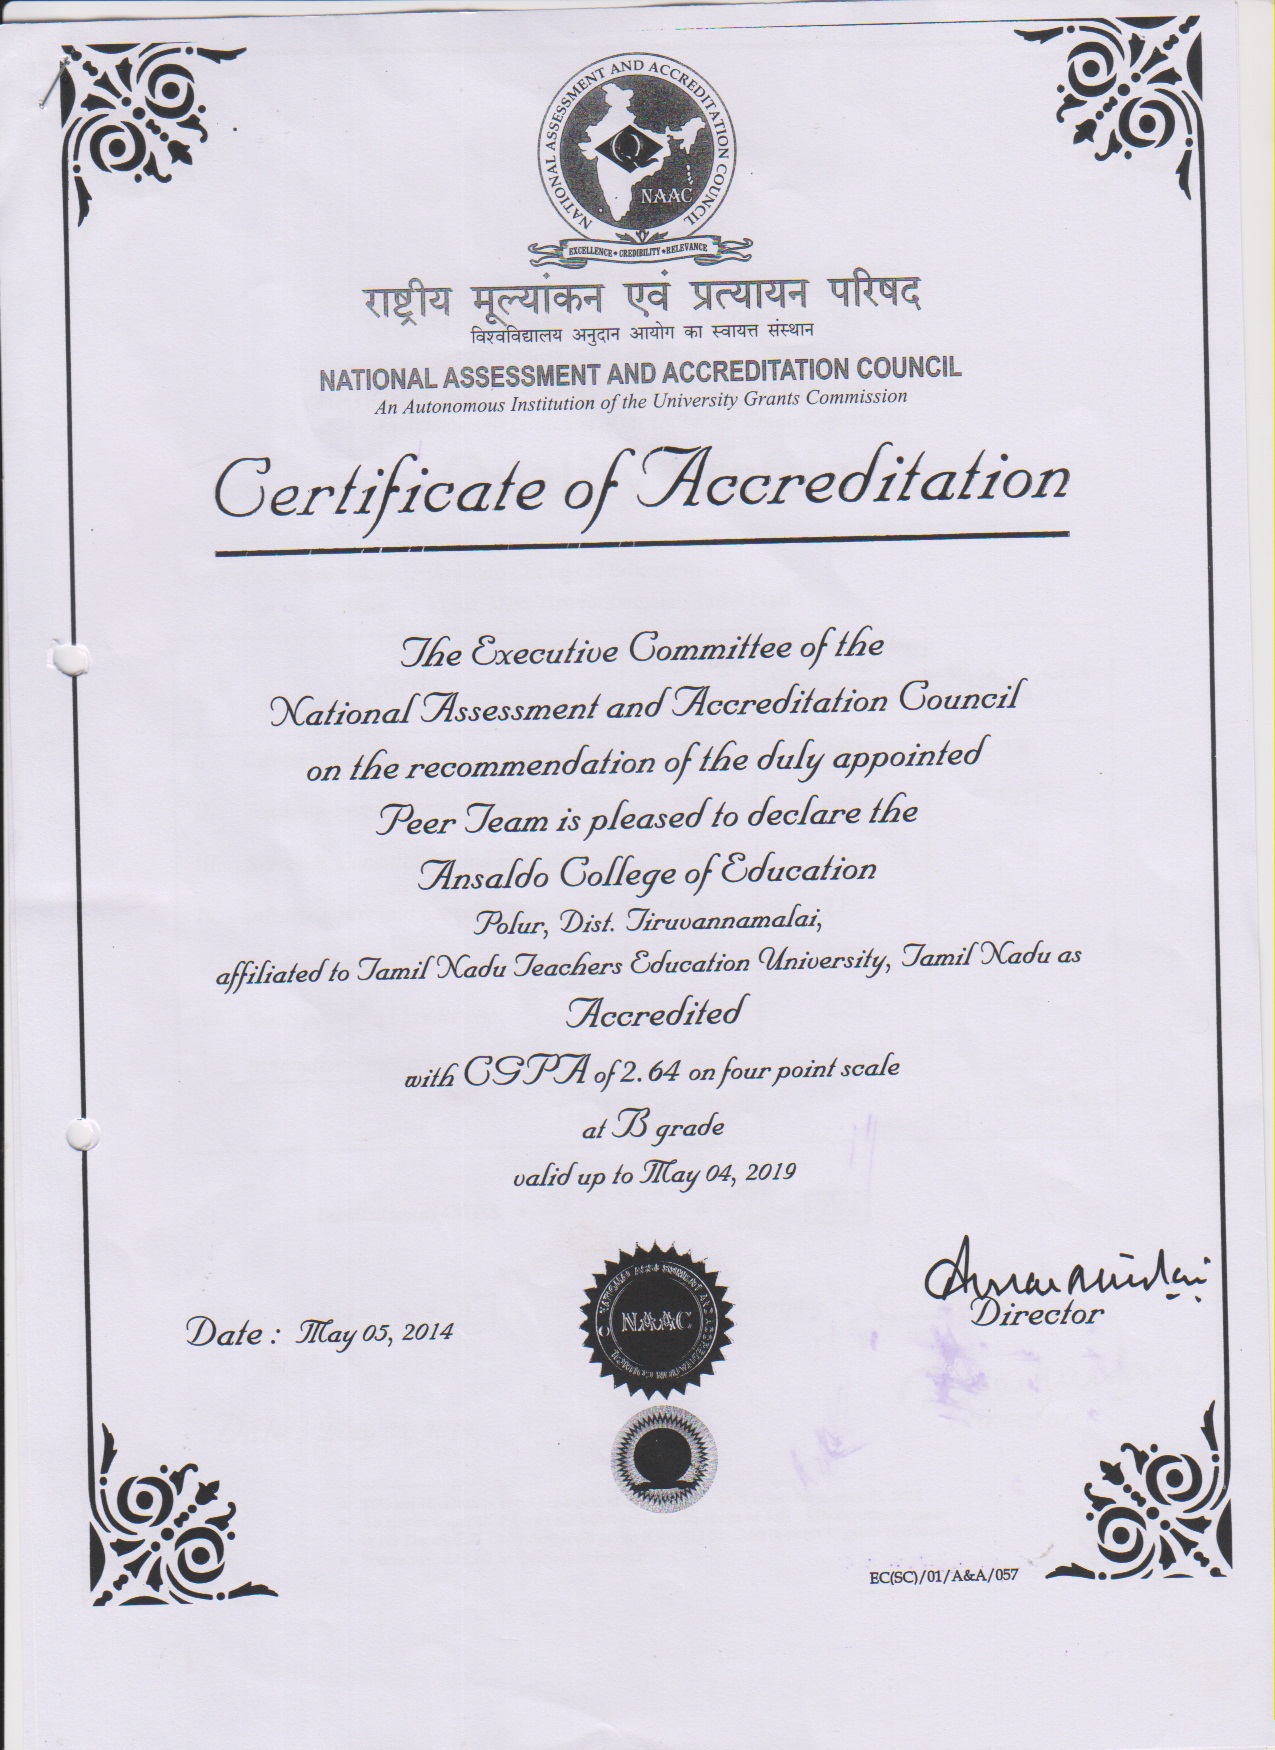 NATIONAL ASSESSMENT AND ACCREDITATION COUNCIL
NAAC
EXCELLENCE • CREDIBILITY • RELEVANCE
राष्ट्रीय मूल्यांकन एवं प्रत्यायन परिषद
विश्वविद्यालय अनुदान आयोग का स्वायत्त संस्थान
NATIONAL ASSESSMENT AND ACCREDITATION COUNCIL
An Autonomous Institution of the University Grants Commission
Certificate of Accreditation
The Executive Committee of the
National Assessment and Accreditation Council
on the recommendation of the duly appointed
Peer Team is pleased to declare the
Ansaldo College of Education
Polur, Dist. Tiruvannamalai,
affiliated to Tamil Nadu Teachers Education University, Tamil Nadu as
Accredited
with CGPA of 2.64 on four point scale
at B grade
valid up to May 04, 2019
Director
Date : May 05, 2014
NATIONAL ASSESSMENT AND ACCREDITATION COUNCIL
NAAC
EC(SC)/01/A&A/057